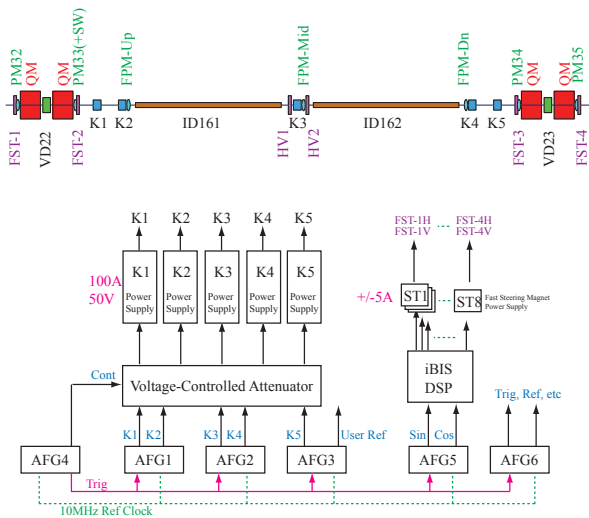 PM32
QM
QM
PM33(+SW)
FPM-Up
FPM-Mid
FPM-Dn
PM34
QM
QM
PM35
FST-1
VD22
FST-2
K1
K2
ID161
HV1
K3
HV2
ID162
K4
K5
FST-3
VD23
FST-4
K1
K2
K3
K4
K5
FST-1H
FST-1V
FST-4H
FST-4V
100A
50V
K1
Power
Supply
K2
Power
Supply
K3
Power
Supply
K4
Power
Supply
K5
Power
Supply
+/-5A
ST1
ST8
Fast Steering Magnet
Power Supply
Cont
Voltage-Controlled Attenuator
iBIS
DSP
Trig, Ref, etc
K1
K2
K3
K4
K5
User Ref
Sin
Cos
AFG4
AFG1
AFG2
AFG3
AFG5
AFG6
Trig
10MHz Ref Clock